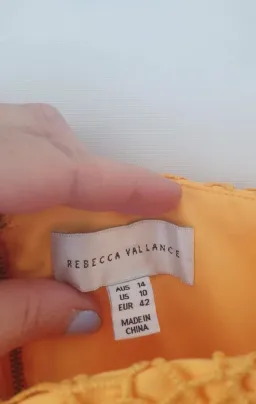 REBECCA VALLANCE
AUS 14
US 10
EUR 42
MADE IN
CHINA